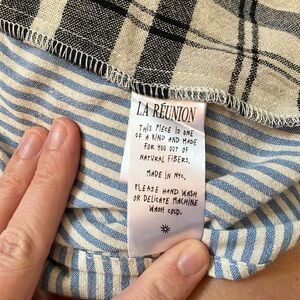 LA RÉUNION
THIS PIECE IS ONE
OF A KIND AND MADE
FOR YOU OUT OF
NATURAL FIBERS.
MADE IN NYC.
PLEASE HAND WASH
OR DELICATE MACHINE
WASH COLD.